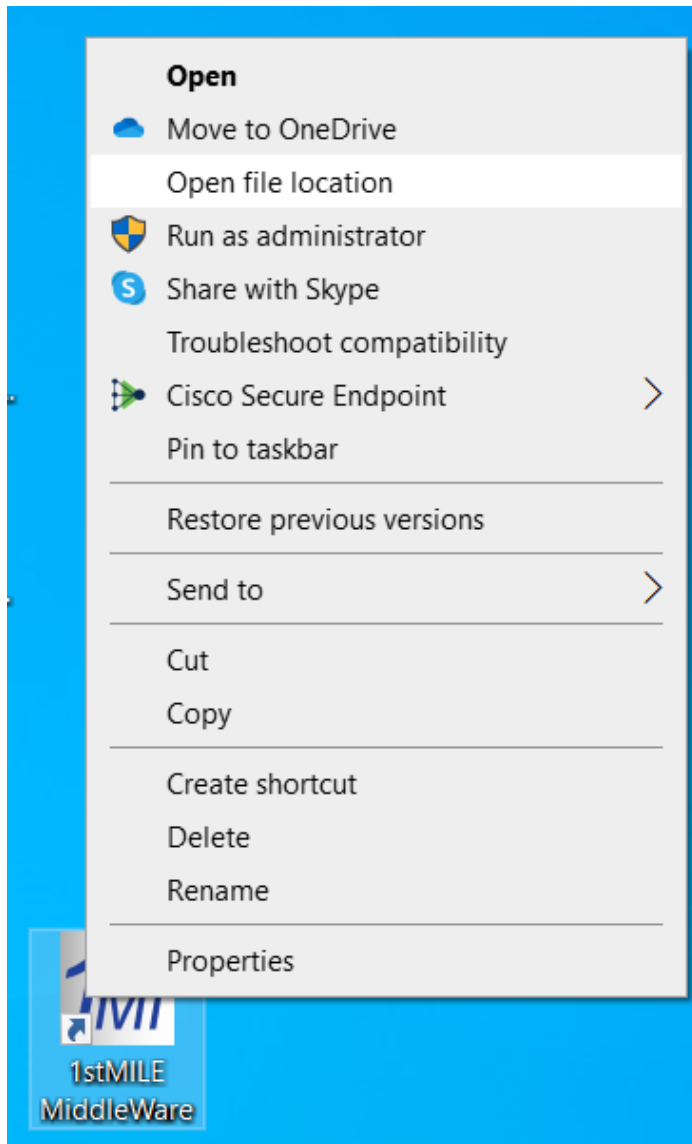 Open
Move to OneDrive
Open file location
Run as administrator
S
Share with Skype
Troubleshoot compatibility
Cisco Secure Endpoint
Pin to taskbar
Restore previous versions
Send to
Cut
Copy
Create shortcut
Delete
Rename
Properties
1stMILE
MiddleWare